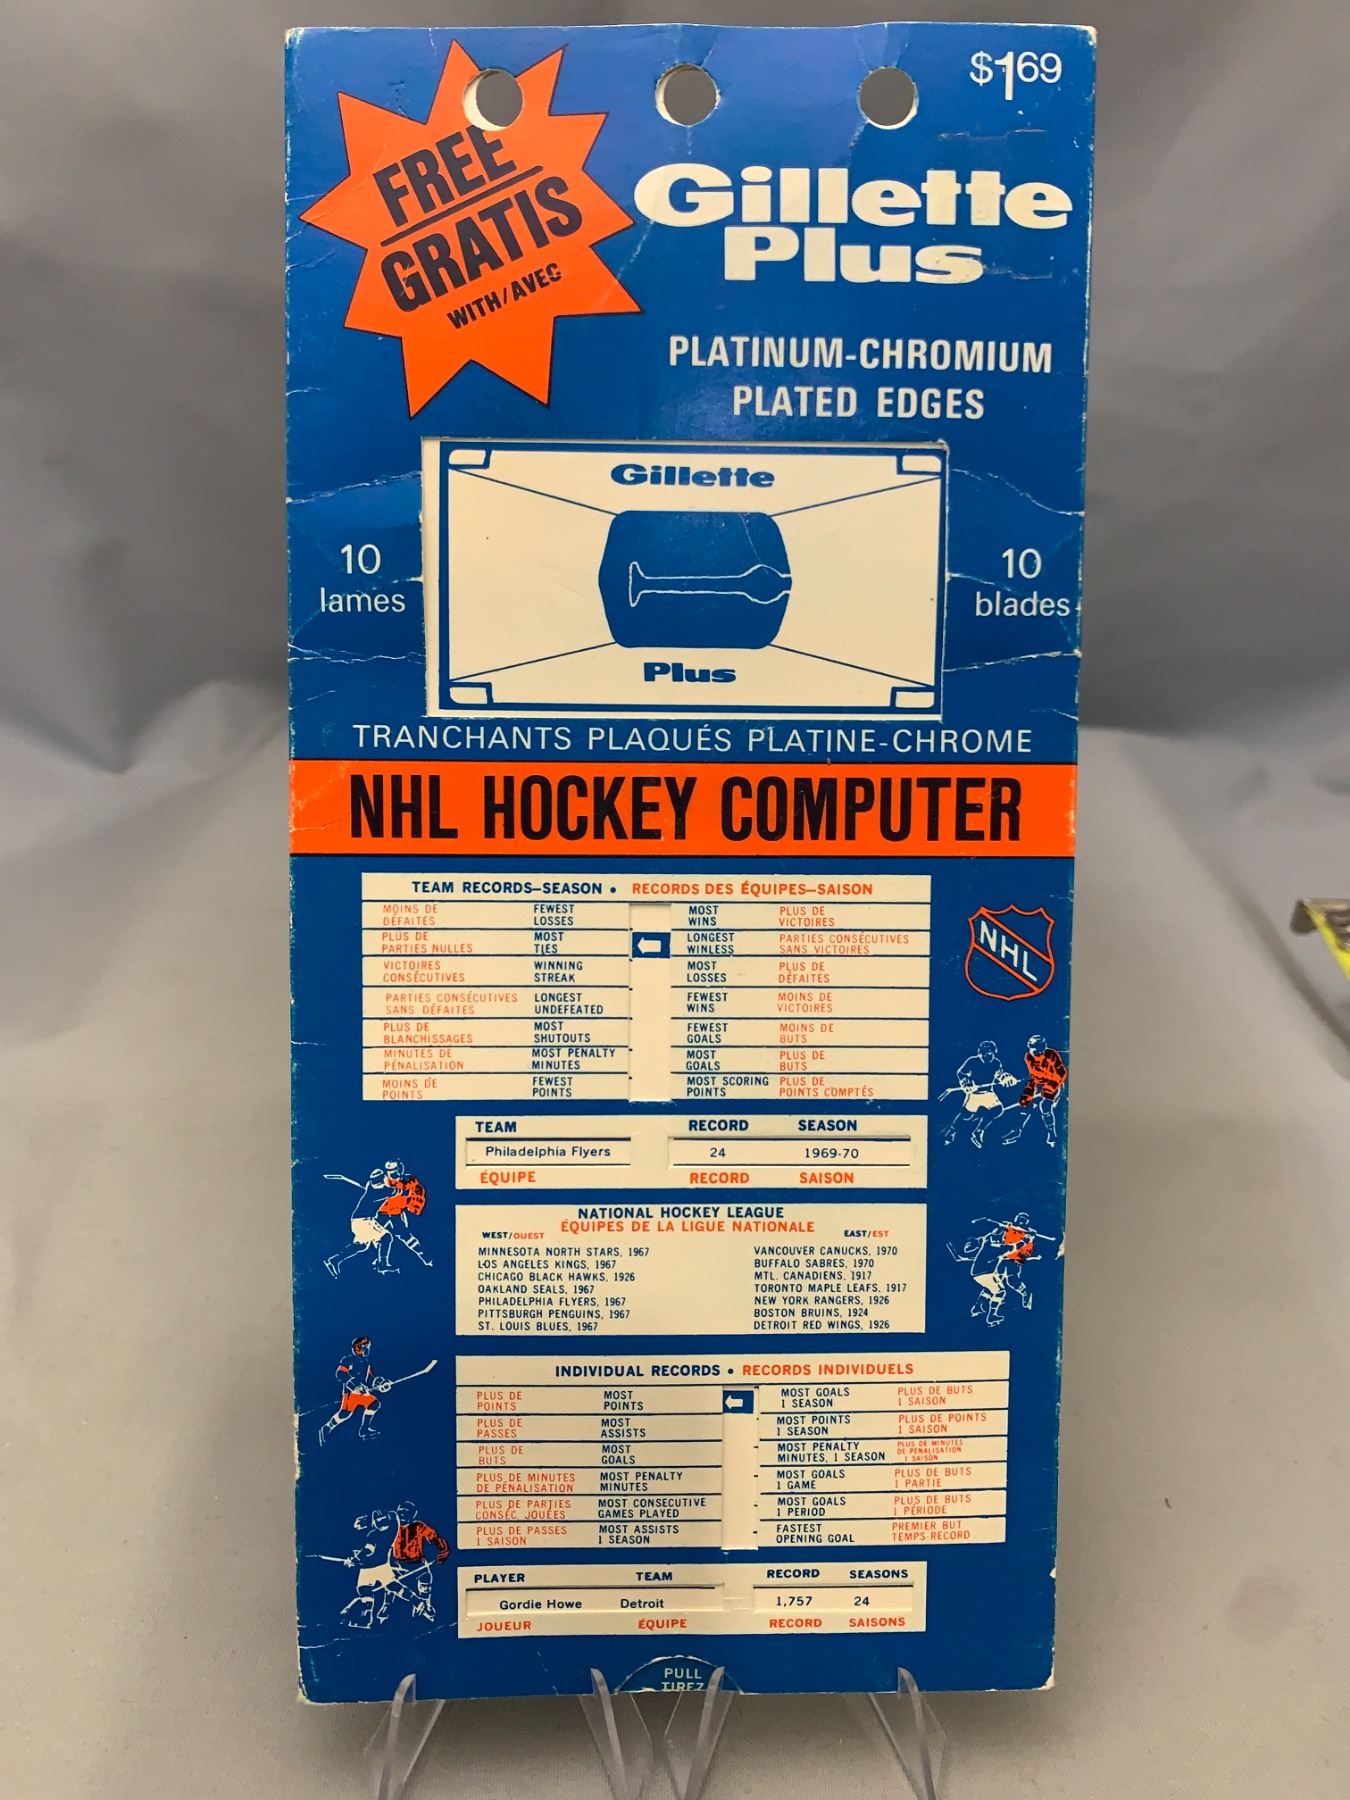 $1.69
FREE
GRATIS
WITH/AVEC
Gillette
Plus
PLATINUM-CHROMIUM
PLATED EDGES
Gillette
10
lames
10
blades
Plus
TRANCHANTS PLAQUÉS PLATINE-CHROME
NHL HOCKEY COMPUTER
TEAM RECORDS–SEASON • RECORDS DES ÉQUIPES–SAISON
MOINS DE DÉFAITES FEWEST LOSSES MOST WINS PLUS DE VICTOIRES
PLUS DE PARTIES NULLES MOST TIES LONGEST WINLESS PARTIES CONSÉCUTIVES SANS VICTOIRES
VICTOIRES CONSÉCUTIVES WINNING STREAK MOST LOSSES PLUS DE DÉFAITES
PARTIES CONSÉCUTIVES SANS DÉFAITES LONGEST UNDEFEATED FEWEST WINS MOINS DE VICTOIRES
PLUS DE BLANCHISSAGES MOST SHUTOUTS FEWEST GOALS MOINS DE BUTS
MINUTES DE PÉNALISATION MOST PENALTY MINUTES MOST GOALS PLUS DE BUTS
MOINS DE POINTS FEWEST POINTS MOST SCORING POINTS PLUS DE POINTS COMPTÉS
NHL
TEAM RECORD SEASON
Philadelphia Flyers 24 1969-70
ÉQUIPE RECORD SAISON
NATIONAL HOCKEY LEAGUE
ÉQUIPES DE LA LIGUE NATIONALE
WEST/OUEST EAST/EST
MINNESOTA NORTH STARS, 1967 VANCOUVER CANUCKS, 1970
LOS ANGELES KINGS, 1967 BUFFALO SABRES, 1970
CHICAGO BLACK HAWKS, 1926 MTL. CANADIENS, 1917
OAKLAND SEALS, 1967 TORONTO MAPLE LEAFS, 1917
PHILADELPHIA FLYERS, 1967 NEW YORK RANGERS, 1926
PITTSBURGH PENGUINS, 1967 BOSTON BRUINS, 1924
ST. LOUIS BLUES, 1967 DETROIT RED WINGS, 1926
INDIVIDUAL RECORDS • RECORDS INDIVIDUELS
PLUS DE POINTS MOST POINTS MOST GOALS 1 SEASON PLUS DE BUTS 1 SAISON
PLUS DE PASSES MOST ASSISTS MOST POINTS 1 SEASON PLUS DE POINTS 1 SAISON
PLUS DE BUTS MOST GOALS MOST PENALTY MINUTES, 1 SEASON PLUS DE MINUTES DE PENALISATION 1 SAISON
PLUS DE MINUTES DE PENALISATION MOST PENALTY MINUTES MOST GOALS 1 GAME PLUS DE BUTS 1 PARTIE
PLUS DE PARTIES CONSÉC. JOUÉES MOST CONSECUTIVE GAMES PLAYED MOST GOALS 1 PERIOD PLUS DE BUTS 1 PÉRIODE
PLUS DE PASSES 1 SAISON MOST ASSISTS 1 SEASON FASTEST OPENING GOAL PREMIER BUT TEMPS-RECORD
PLAYER TEAM RECORD SEASONS
Gordie Howe Detroit 1,757 24
JOUEUR ÉQUIPE RECORD SAISONS
PULL
TIREZ